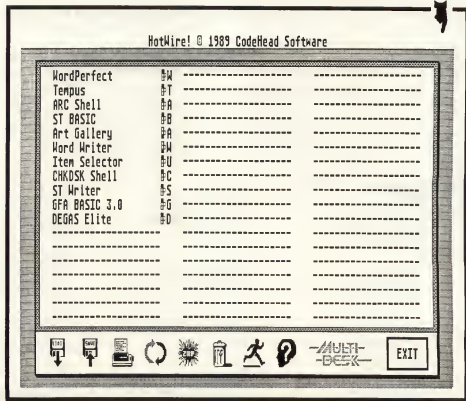 HotWire! © 1989 CodeHead Software
WordPerfect W
Tempus T
ARC Shell A
ST BASIC B
Art Gallery A
Word Writer W
Item Selector U
CHKDSK Shell C
ST Writer S
GFA BASIC 3.0 G
DEGAS Elite D
MULTI-DESK
EXIT